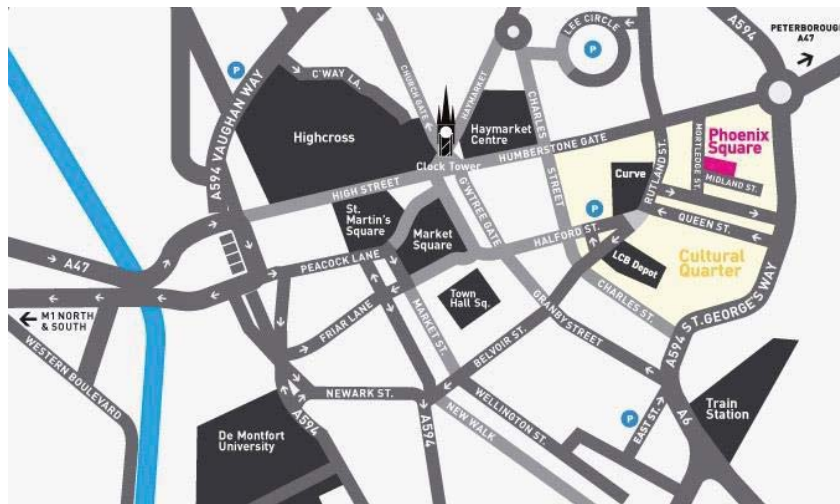 A594
PETERBOROUGH
A47
LEE CIRCLE
P
P
C'WAY LA.
CHURCH GATE
HAYMARKET
CHARLES
STREET
A594 VAUGHAN WAY
Highcross
Haymarket
Centre
HUMBERSTONE GATE
Clock Tower
Phoenix
Square
MORTLEDGE ST.
MIDLAND ST.
RUTLAND ST.
Curve
HIGH STREET
G'WTREE GATE
St.
Martin's
Square
Market
Square
P
HALFORD ST.
QUEEN ST.
Cultural
Quarter
LCB Depot
A47
PEACOCK LANE
Town
Hall Sq.
CHARLES ST.
A594 ST.GEORGE'S WAY
M1 NORTH
& SOUTH
FRIAR LANE
MARKET ST.
GRANBY STREET
BELVOIR ST.
WESTERN BOULEVARD
NEWARK ST.
WELLINGTON ST.
NEW WALK
A594
A594
De Montfort
University
P
EAST ST.
A6
Train
Station